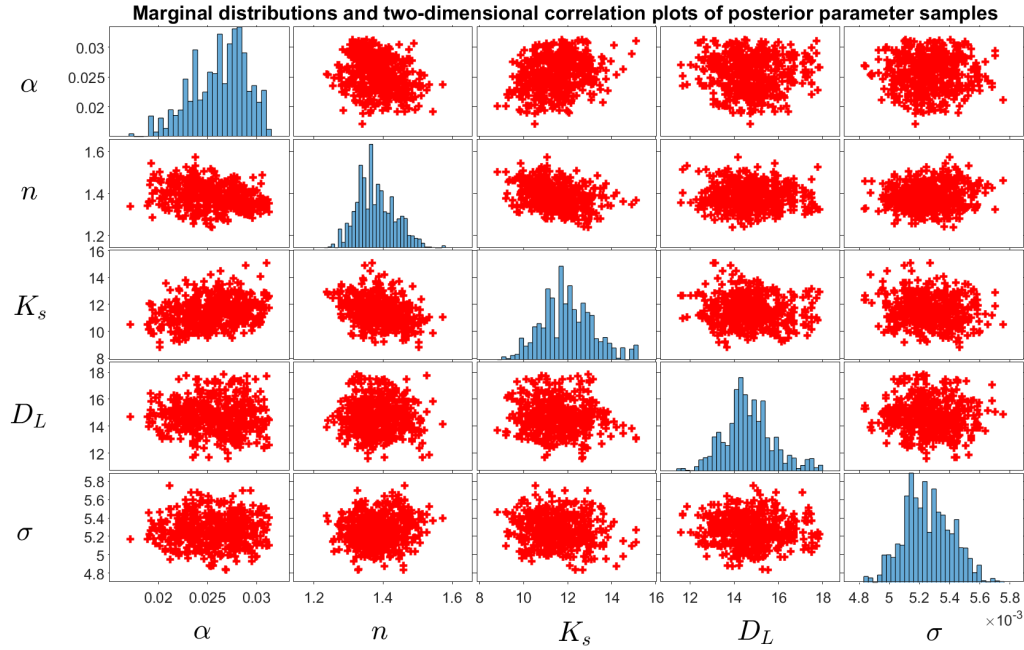 Marginal distributions and two-dimensional correlation plots of posterior parameter samples
0.03
0.025
0.02
α
1.6
1.4
1.2
n
16
14
12
10
8
K_s
18
16
14
12
D_L
5.8
5.6
5.4
5.2
5
4.8
σ
0.02 0.025 0.03
1.2 1.4 1.6
8 10 12 14 16
12 14 16 18
4.8 5 5.2 5.4 5.6 5.8
×10⁻³
α n K_s D_L σ